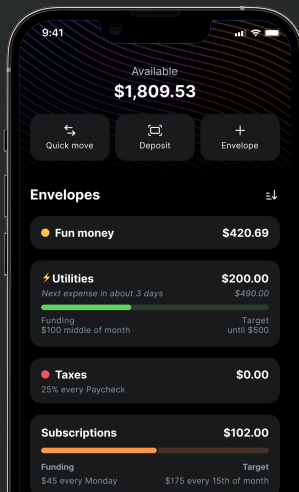 9:41
Available
$1,809.53
Quick move Deposit Envelope
Envelopes
Fun money $420.69
Utilities $200.00
Next expense in about 3 days $490.00
Funding Target
$100 middle of month until $500
Taxes $0.00
25% every Paycheck
Subscriptions $102.00
Funding Target
$45 every Monday $175 every 15th of month